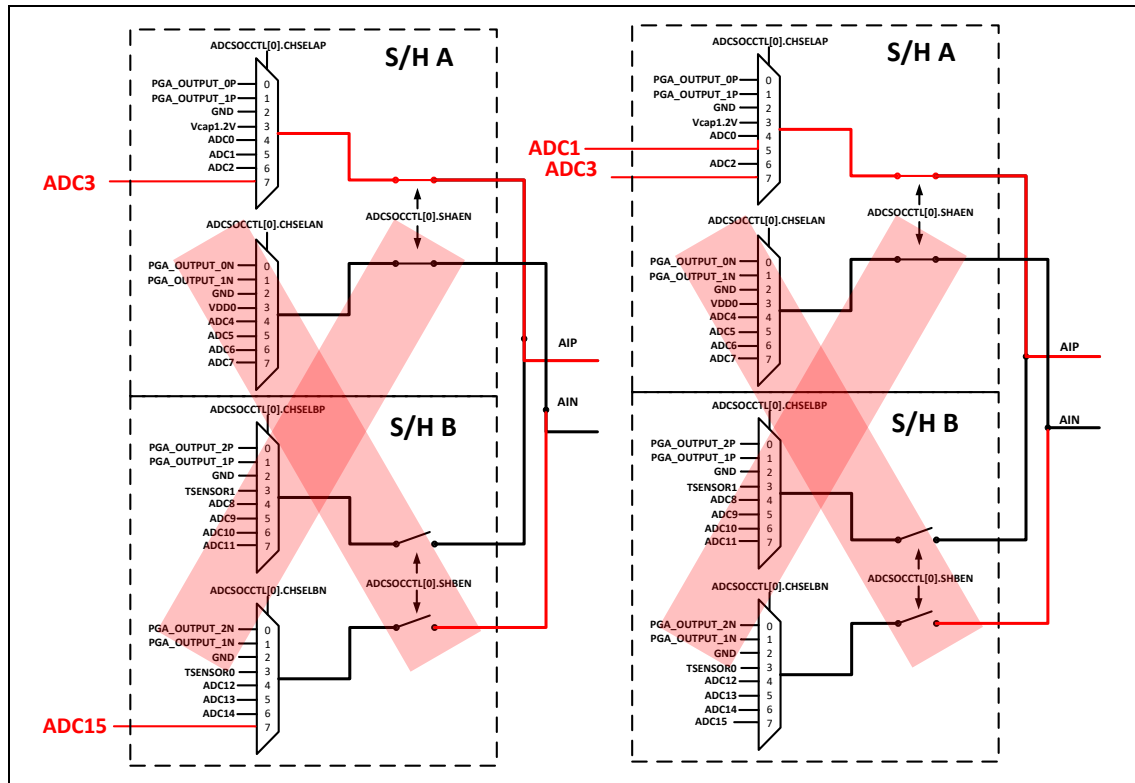 ADCSOCCTL[0].CHSELAP
S/H A
PGA_OUTPUT_0P
0
PGA_OUTPUT_1P
1
GND
2
Vcap1.2V
3
ADC0
4
ADC1
5
ADC2
6
ADC3
7
ADCSOCCTL[0].SHAEN
ADCSOCCTL[0].CHSELAN
PGA_OUTPUT_0N
0
PGA_OUTPUT_1N
1
GND
2
VDD0
3
ADC4
4
ADC5
5
ADC6
6
ADC7
7
AIP
AIN
ADCSOCCTL[0].CHSELBP
S/H B
PGA_OUTPUT_2P
0
PGA_OUTPUT_1P
1
GND
2
TSENSOR1
3
ADC8
4
ADC9
5
ADC10
6
ADC11
7
ADCSOCCTL[0].SHBEN
ADCSOCCTL[0].CHSELBN
PGA_OUTPUT_2N
0
PGA_OUTPUT_1N
1
GND
2
TSENSOR0
3
ADC12
4
ADC13
5
ADC14
6
ADC15
7
ADCSOCCTL[0].CHSELAP
S/H A
PGA_OUTPUT_0P
0
PGA_OUTPUT_1P
1
GND
2
Vcap1.2V
3
ADC0
4
ADC1
5
ADC2
6
ADC3
7
ADCSOCCTL[0].SHAEN
ADCSOCCTL[0].CHSELAN
PGA_OUTPUT_0N
0
PGA_OUTPUT_1N
1
GND
2
VDD0
3
ADC4
4
ADC5
5
ADC6
6
ADC7
7
AIP
AIN
ADCSOCCTL[0].CHSELBP
S/H B
PGA_OUTPUT_2P
0
PGA_OUTPUT_1P
1
GND
2
TSENSOR1
3
ADC8
4
ADC9
5
ADC10
6
ADC11
7
ADCSOCCTL[0].SHBEN
ADCSOCCTL[0].CHSELBN
PGA_OUTPUT_2N
0
PGA_OUTPUT_1N
1
GND
2
TSENSOR0
3
ADC12
4
ADC13
5
ADC14
6
ADC15
7